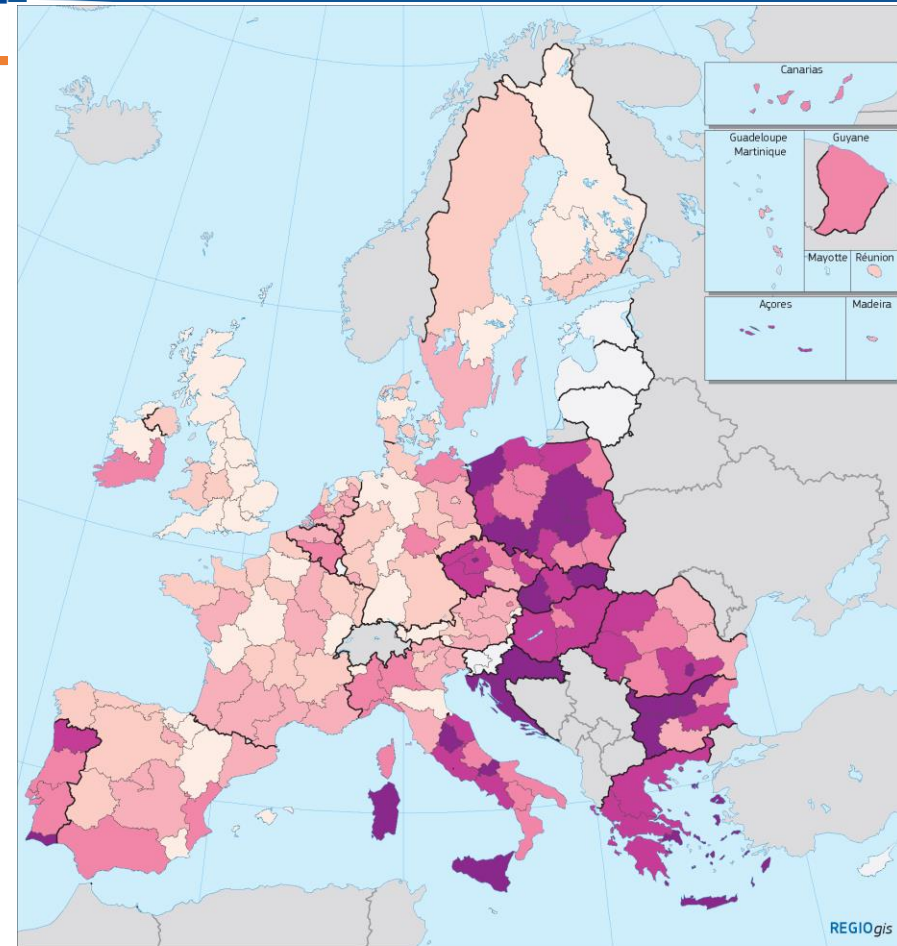 Canarias
Guadeloupe
Martinique
Guyane
Mayotte
Réunion
Açores
Madeira
REGIOgis